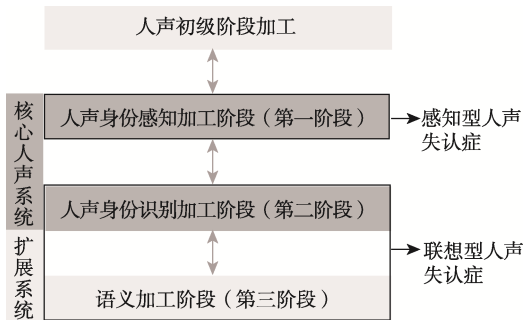 人声初级阶段加工
核心人声系统
人声身份感知加工阶段（第一阶段）
感知型人声
失认症
人声身份识别加工阶段（第二阶段）
扩展系统
联想型人声
失认症
语义加工阶段（第三阶段）